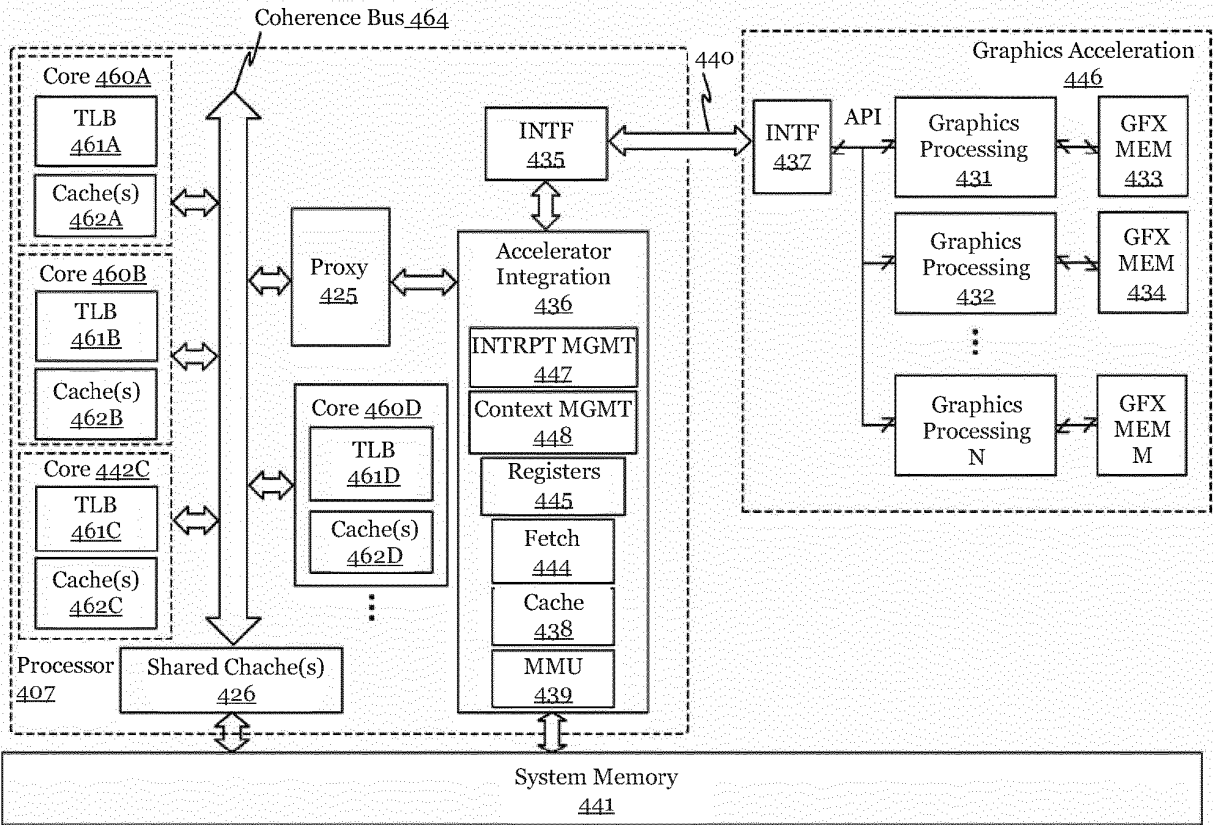 Coherence Bus 464
Core 460A
TLB
461A
Cache(s)
462A
Core 460B
TLB
461B
Cache(s)
462B
Core 442C
TLB
461C
Cache(s)
462C
Processor
407
Shared Chache(s)
426
Proxy
425
Core 460D
TLB
461D
Cache(s)
462D
INTF
435
Accelerator
Integration
436
INTRPT MGMT
447
Context MGMT
448
Registers
445
Fetch
444
Cache
438
MMU
439
440
Graphics Acceleration
446
INTF
437
API
Graphics
Processing
431
GFX
MEM
433
Graphics
Processing
432
GFX
MEM
434
Graphics
Processing
N
GFX
MEM
M
System Memory
441